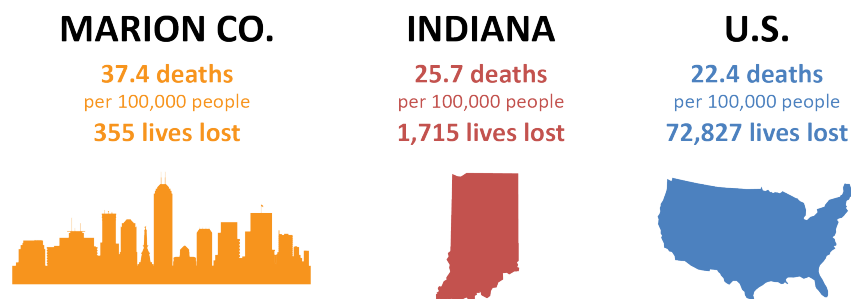 MARION CO.
37.4 deaths
per 100,000 people
355 lives lost
INDIANA
25.7 deaths
per 100,000 people
1,715 lives lost
U.S.
22.4 deaths
per 100,000 people
72,827 lives lost